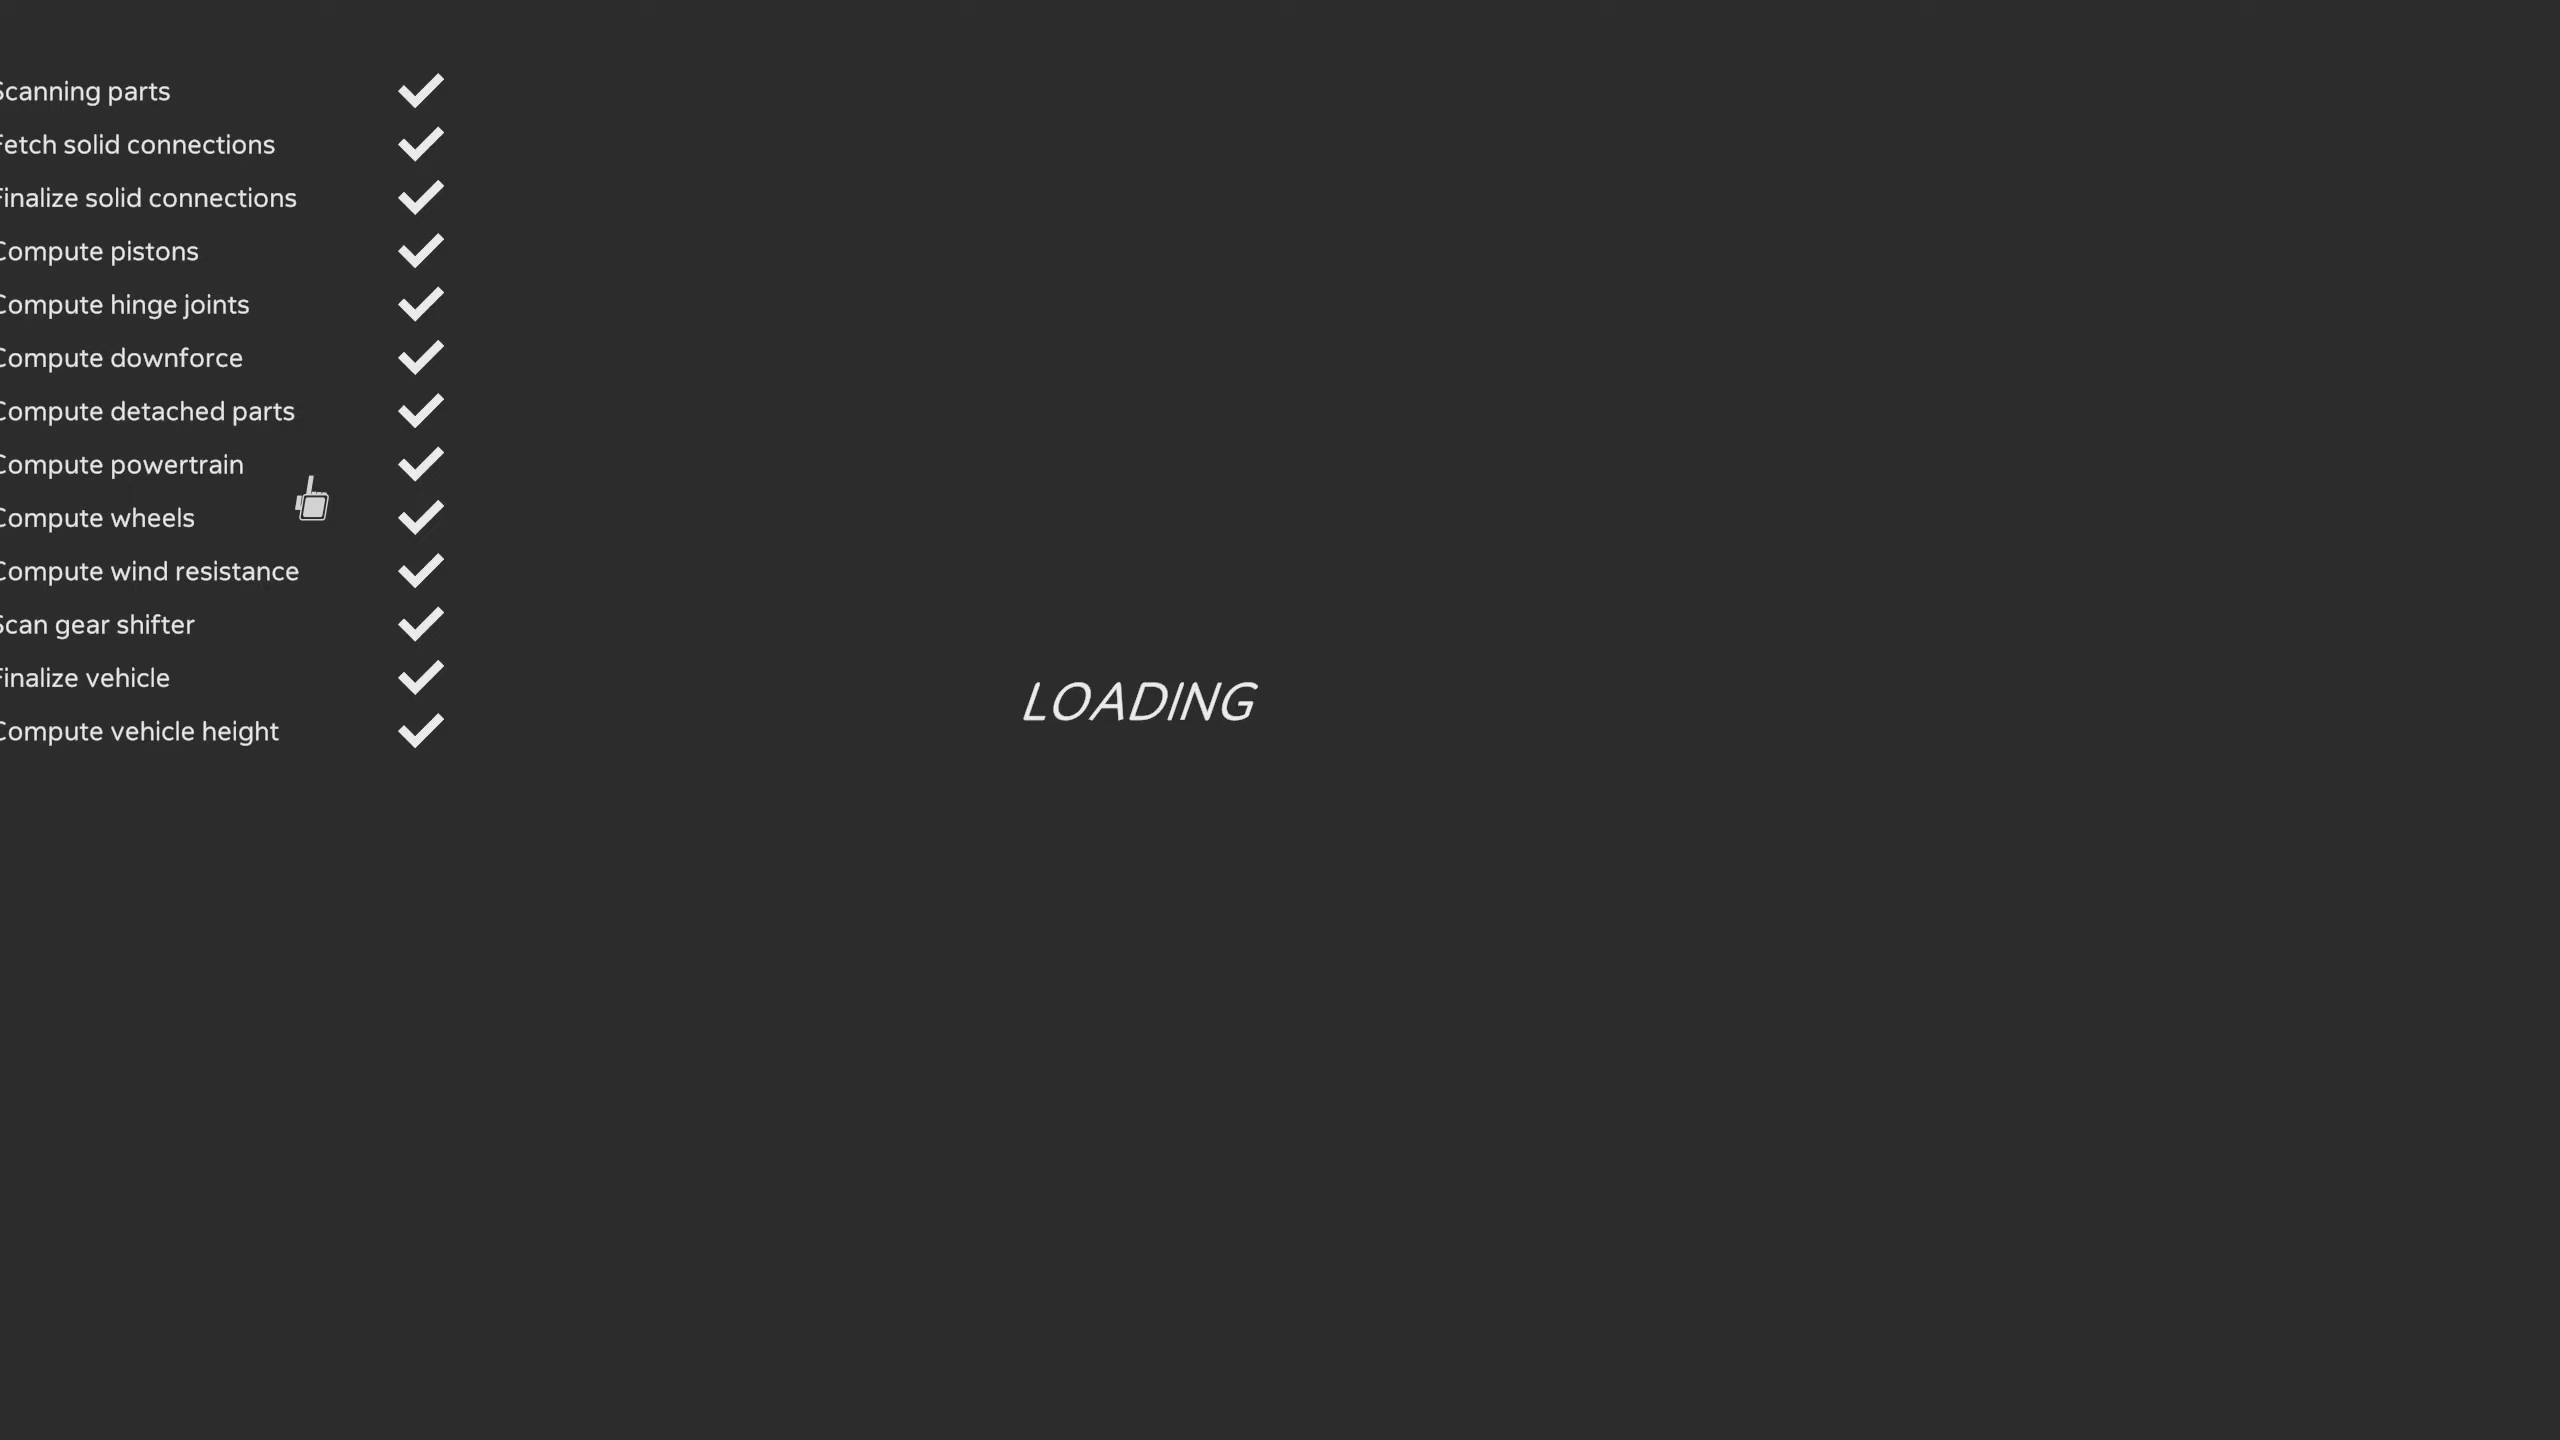 Scanning parts
Fetch solid connections
Finalize solid connections
Compute pistons
Compute hinge joints
Compute downforce
Compute detached parts
Compute powertrain
Compute wheels
Compute wind resistance
Scan gear shifter
Finalize vehicle
Compute vehicle height
LOADING